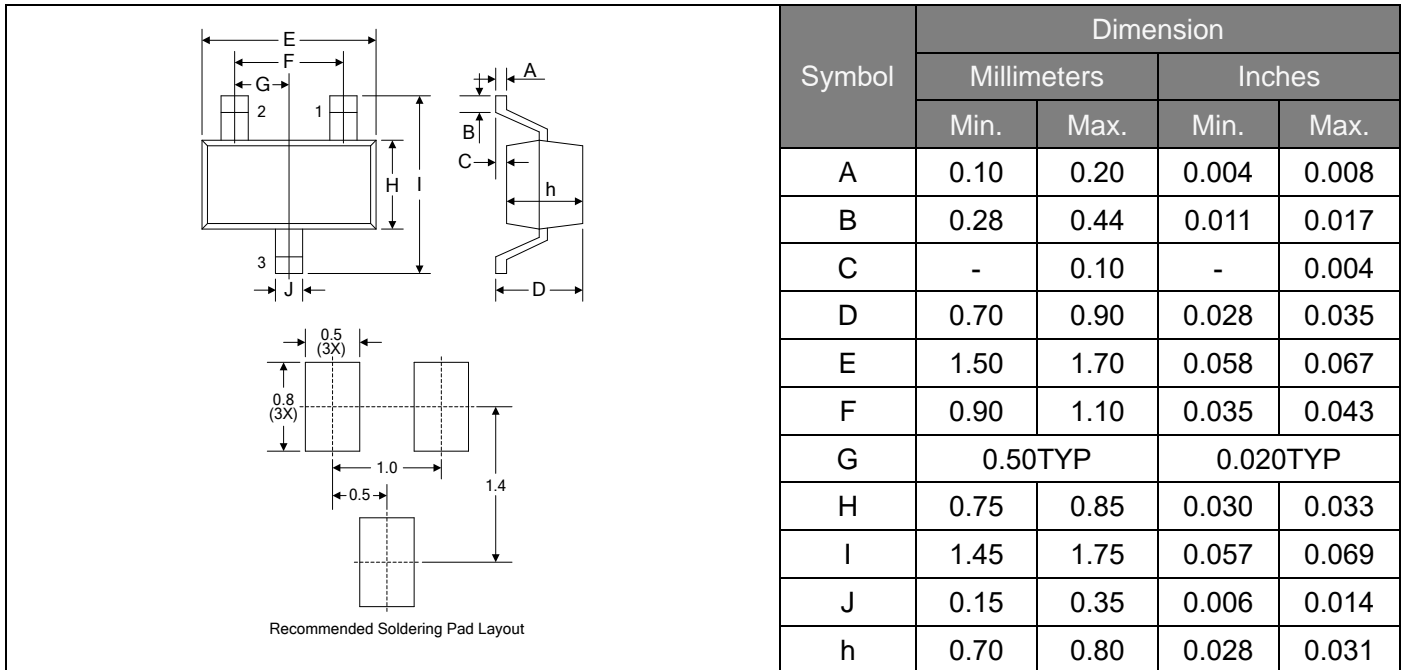 E
F
G
2 1
H
I
3
J
A
B
C
h
D
0.5
(3X)
0.8
(3X)
1.0
0.5
1.4
Recommended Soldering Pad Layout
Symbol Dimension
Millimeters Inches
Min. Max. Min. Max.
A 0.10 0.20 0.004 0.008
B 0.28 0.44 0.011 0.017
C - 0.10 - 0.004
D 0.70 0.90 0.028 0.035
E 1.50 1.70 0.058 0.067
F 0.90 1.10 0.035 0.043
G 0.50TYP 0.020TYP
H 0.75 0.85 0.030 0.033
I 1.45 1.75 0.057 0.069
J 0.15 0.35 0.006 0.014
h 0.70 0.80 0.028 0.031